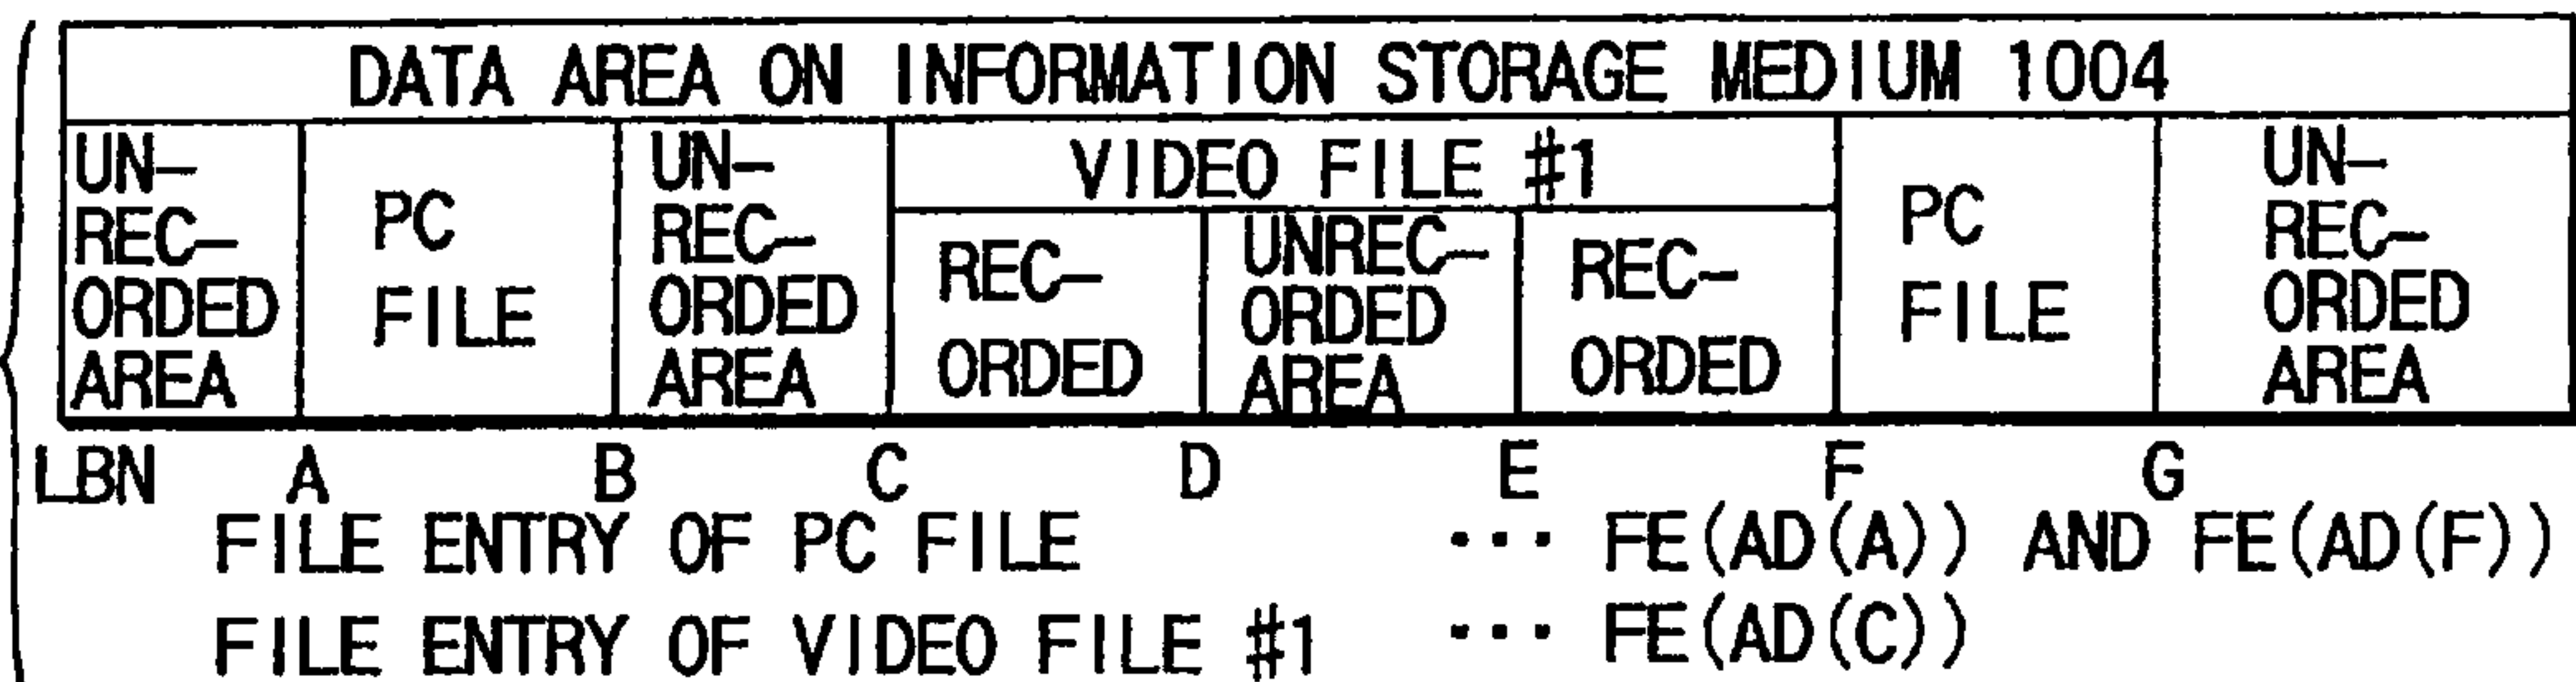 DATA AREA ON INFORMATION STORAGE MEDIUM 1004
UN-
REC-
ORDED
AREA
PC
FILE
UN-
REC-
ORDED
AREA
VIDEO FILE #1
REC-
ORDED
UNREC-
ORDED
AREA
REC-
ORDED
PC
FILE
UN-
REC-
ORDED
AREA
LBN A B C D E F G
FILE ENTRY OF PC FILE ··· FE(AD(A)) AND FE(AD(F))
FILE ENTRY OF VIDEO FILE #1 ··· FE(AD(C))